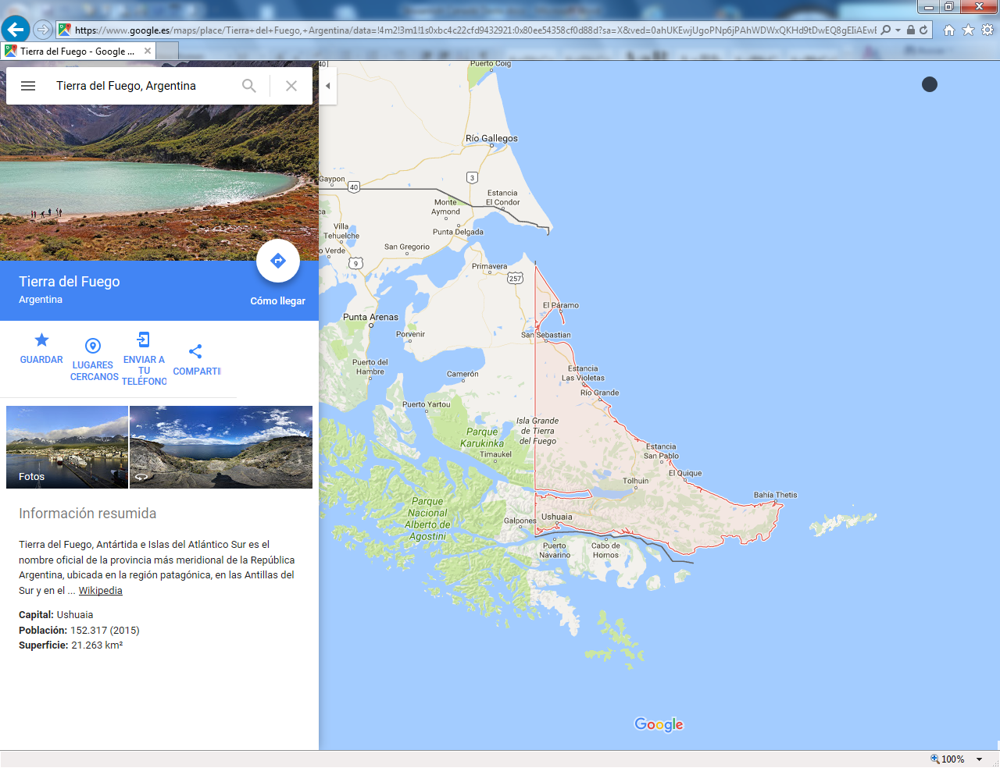 https://www.google.es/maps/place/Tierra+del+Fuego,+Argentina/data=!4m2!3m1!1s0xbc4c22cfd9432921:0x80ee54358cf0d88d?sa=X&ved=0ahUKEwjUgoPNp6jPAhWDWxQKHd9tDwEQ8gEIiAEwE
Tierra del Fuego - Google ...
Tierra del Fuego, Argentina
Tierra del Fuego
Argentina
Cómo llegar
GUARDAR
LUGARES
CERCANOS
ENVIAR A
TU
TELÉFONO
COMPARTI
Fotos
Información resumida
Tierra del Fuego, Antártida e Islas del Atlántico Sur es el
nombre oficial de la provincia más meridional de la República
Argentina, ubicada en la región patagónica, en las Antillas del
Sur y en el ... Wikipedia
Capital: Ushuaia
Población: 152.317 (2015)
Superficie: 21.263 km²
40
Puerto Coig
Río Gallegos
3
Gaypon
40
Estancia
El Condor
Monte
Aymond
ca
Villa
Tehuelche
Punta Delgada
San Gregorio
o Verde
9
Primavera
257
El Páramo
Punta Arenas
Porvenir
San Sebastian
Puerto del
Hambre
Camerón
Estancia
Las Violetas
Río Grande
Puerto Yartou
Isla Grande
de Tierra
del Fuego
Parque
Karukinka
Timaukel
Estancia
San Pablo
El Quique
Tolhuin
Bahía Thetis
Parque
Nacional
Alberto de
Agostini
Galpones
Ushuaia
Puerto
Navarino
Cabo de
Hornos
Google
100%